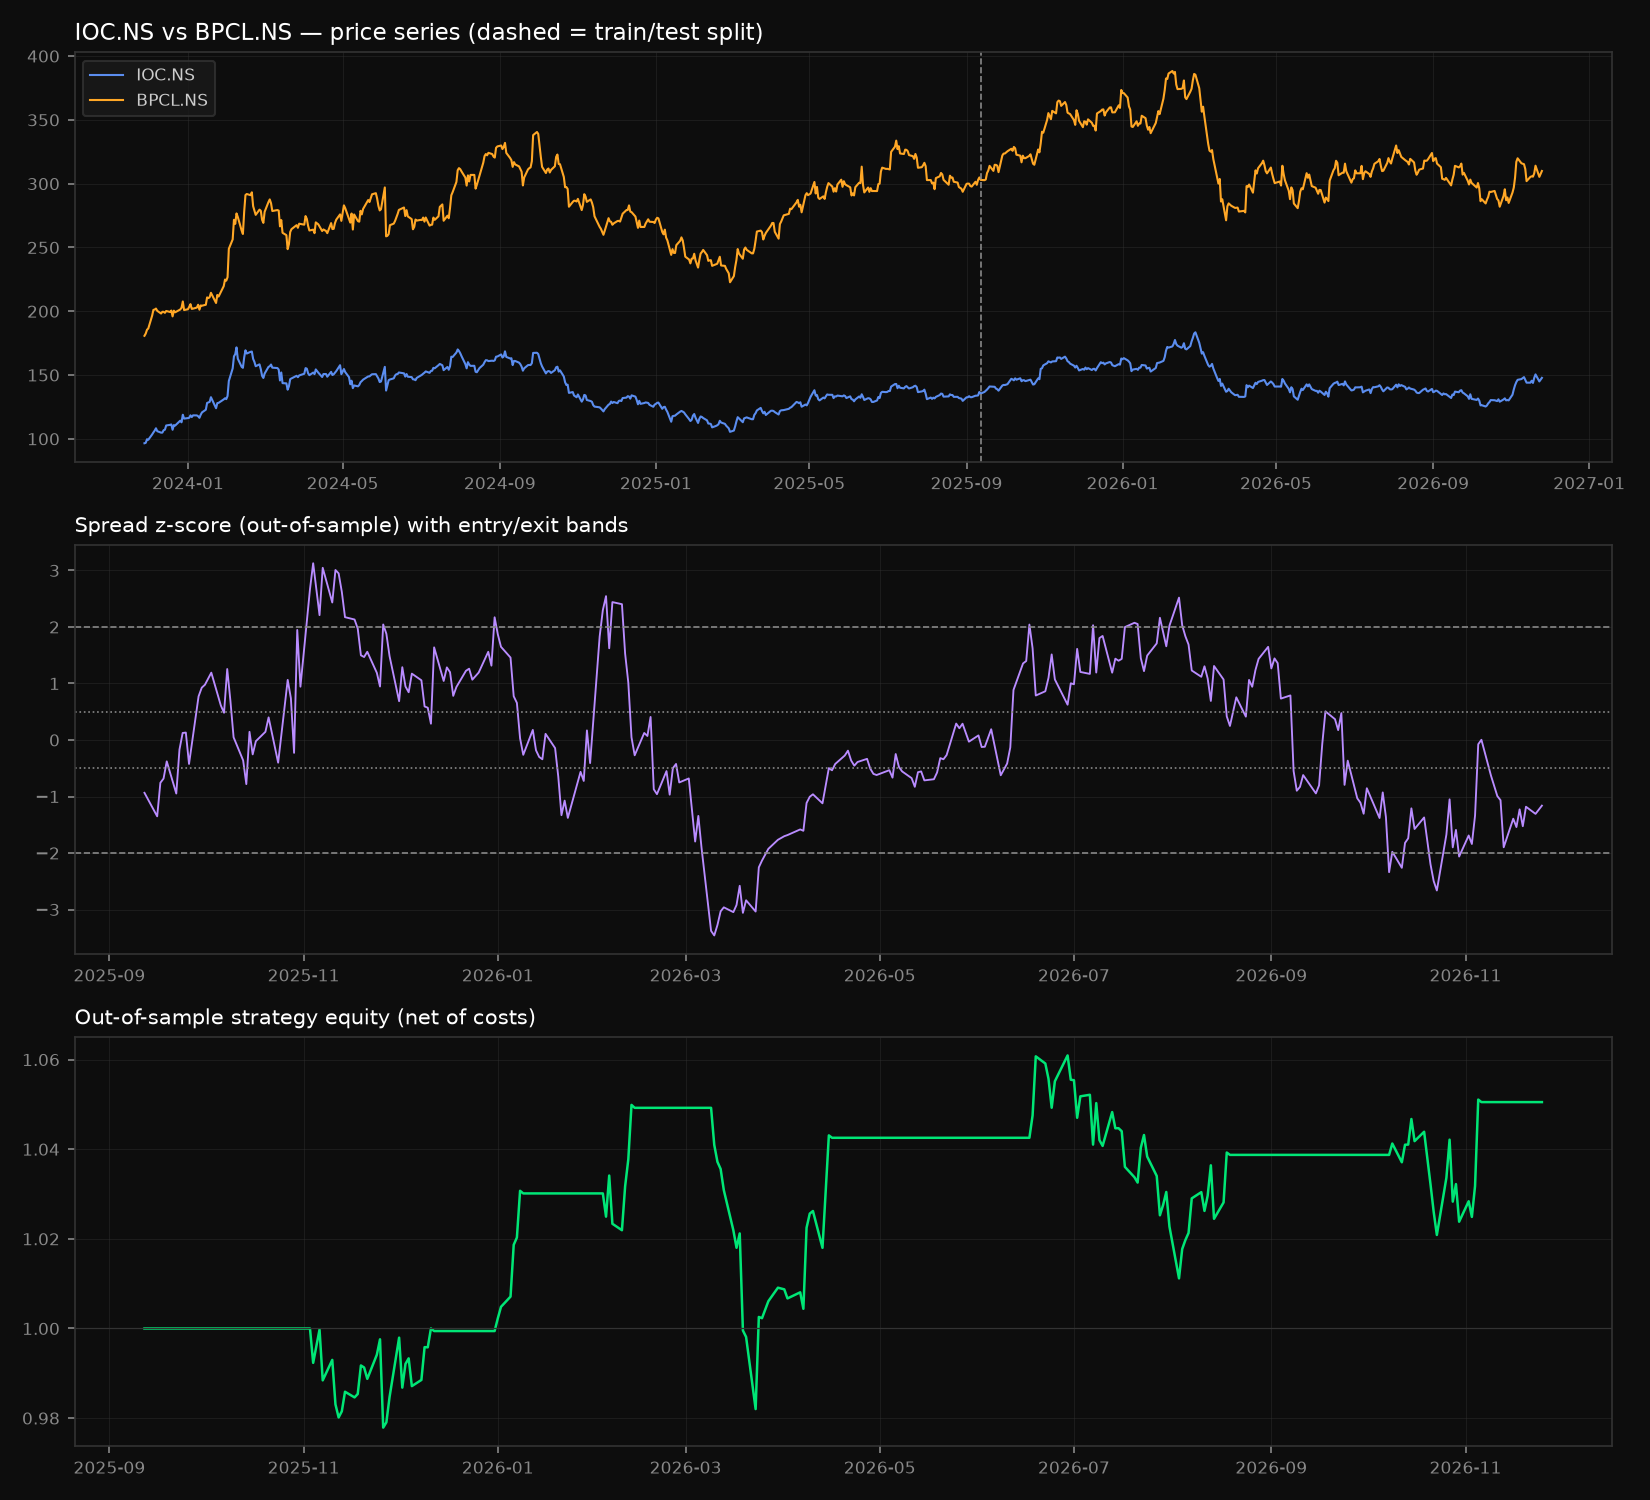 IOC.NS vs BPCL.NS — price series (dashed = train/test split)
400
350
300
250
200
150
100
IOC.NS
BPCL.NS
2024-01 2024-05 2024-09 2025-01 2025-05 2025-09 2026-01 2026-05 2026-09 2027-01
Spread z-score (out-of-sample) with entry/exit bands
3
2
1
0
−1
−2
−3
2025-09 2025-11 2026-01 2026-03 2026-05 2026-07 2026-09 2026-11
Out-of-sample strategy equity (net of costs)
1.06
1.04
1.02
1.00
0.98
2025-09 2025-11 2026-01 2026-03 2026-05 2026-07 2026-09 2026-11